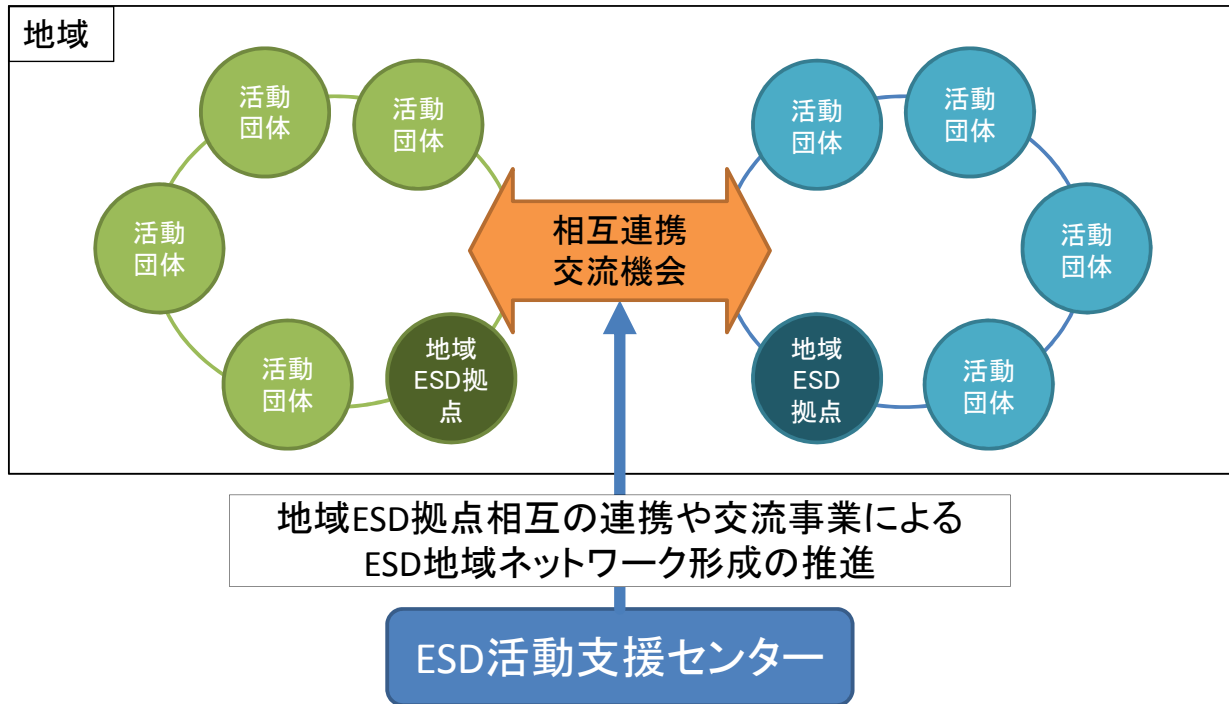 地域
活動
団体
活動
団体
活動
団体
活動
団体
地域
ESD拠
点
相互連携
交流機会
活動
団体
活動
団体
活動
団体
活動
団体
地域
ESD
拠点
地域ESD拠点相互の連携や交流事業による
ESD地域ネットワーク形成の推進
ESD活動支援センター